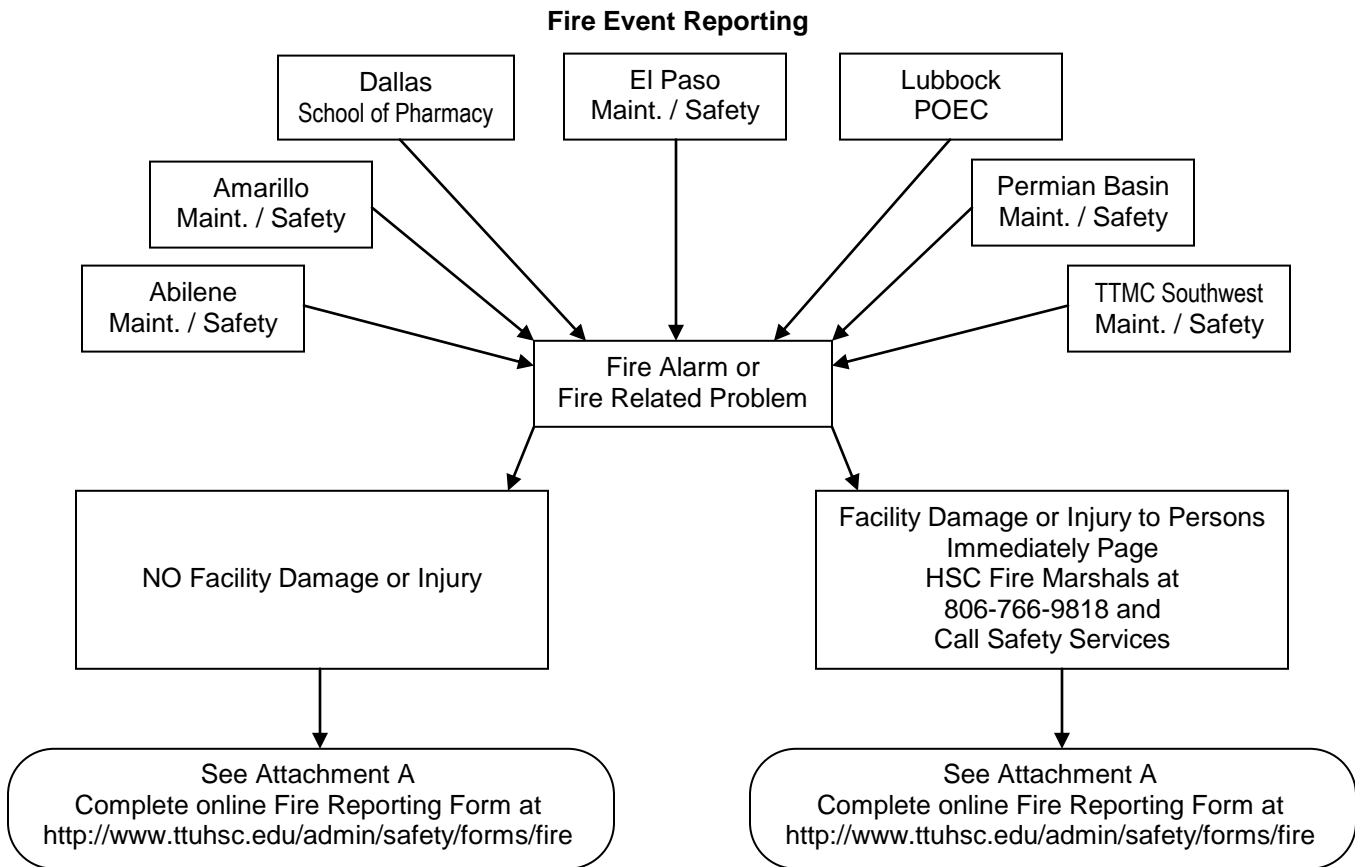 Fire Event Reporting
Dallas
School of Pharmacy
El Paso
Maint. / Safety
Lubbock
POEC
Amarillo
Maint. / Safety
Permian Basin
Maint. / Safety
Abilene
Maint. / Safety
TTMC Southwest
Maint. / Safety
Fire Alarm or
Fire Related Problem
NO Facility Damage or Injury
Facility Damage or Injury to Persons
Immediately Page
HSC Fire Marshals at
806-766-9818 and
Call Safety Services
See Attachment A
Complete online Fire Reporting Form at
http://www.ttuhsc.edu/admin/safety/forms/fire
See Attachment A
Complete online Fire Reporting Form at
http://www.ttuhsc.edu/admin/safety/forms/fire